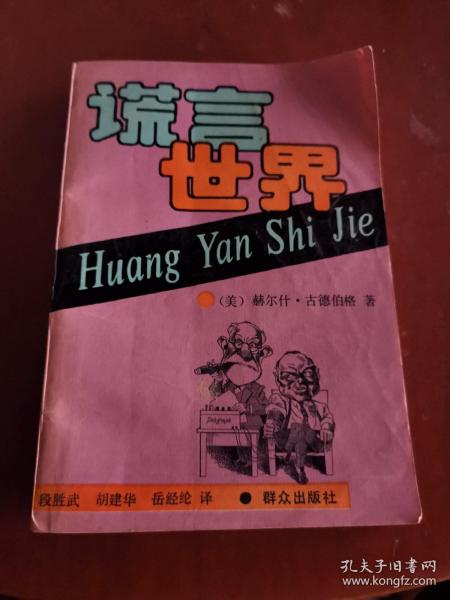 谎言
世界
Huang Yan Shi Jie
（美）赫尔什·古德伯格 著
Polygraph
段胜武 胡建华 岳经纶 译 ● 群众出版社
孔夫子旧书网
www.kongfz.com